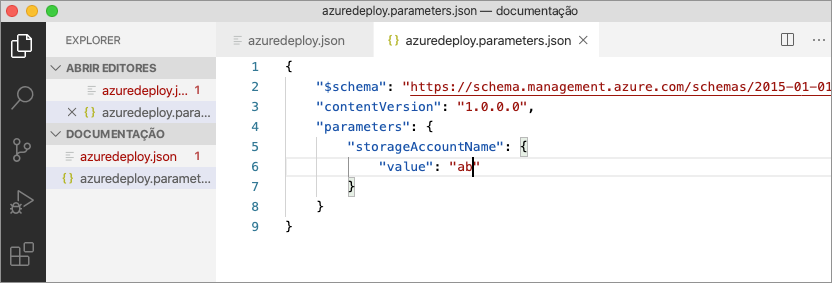 azuredeploy.parameters.json — documentação
EXPLORER
azuredeploy.json
azuredeploy.parameters.json
ABRIR EDITORES
azuredeploy.j... 1
azuredeploy.para...
DOCUMENTAÇÃO
azuredeploy.json 1
azuredeploy.paramet...
1 {
2 "$schema": "https://schema.management.azure.com/schemas/2015-01-01
3 "contentVersion": "1.0.0.0",
4 "parameters": {
5 "storageAccountName": {
6 "value": "ab"
7 }
8 }
9 }